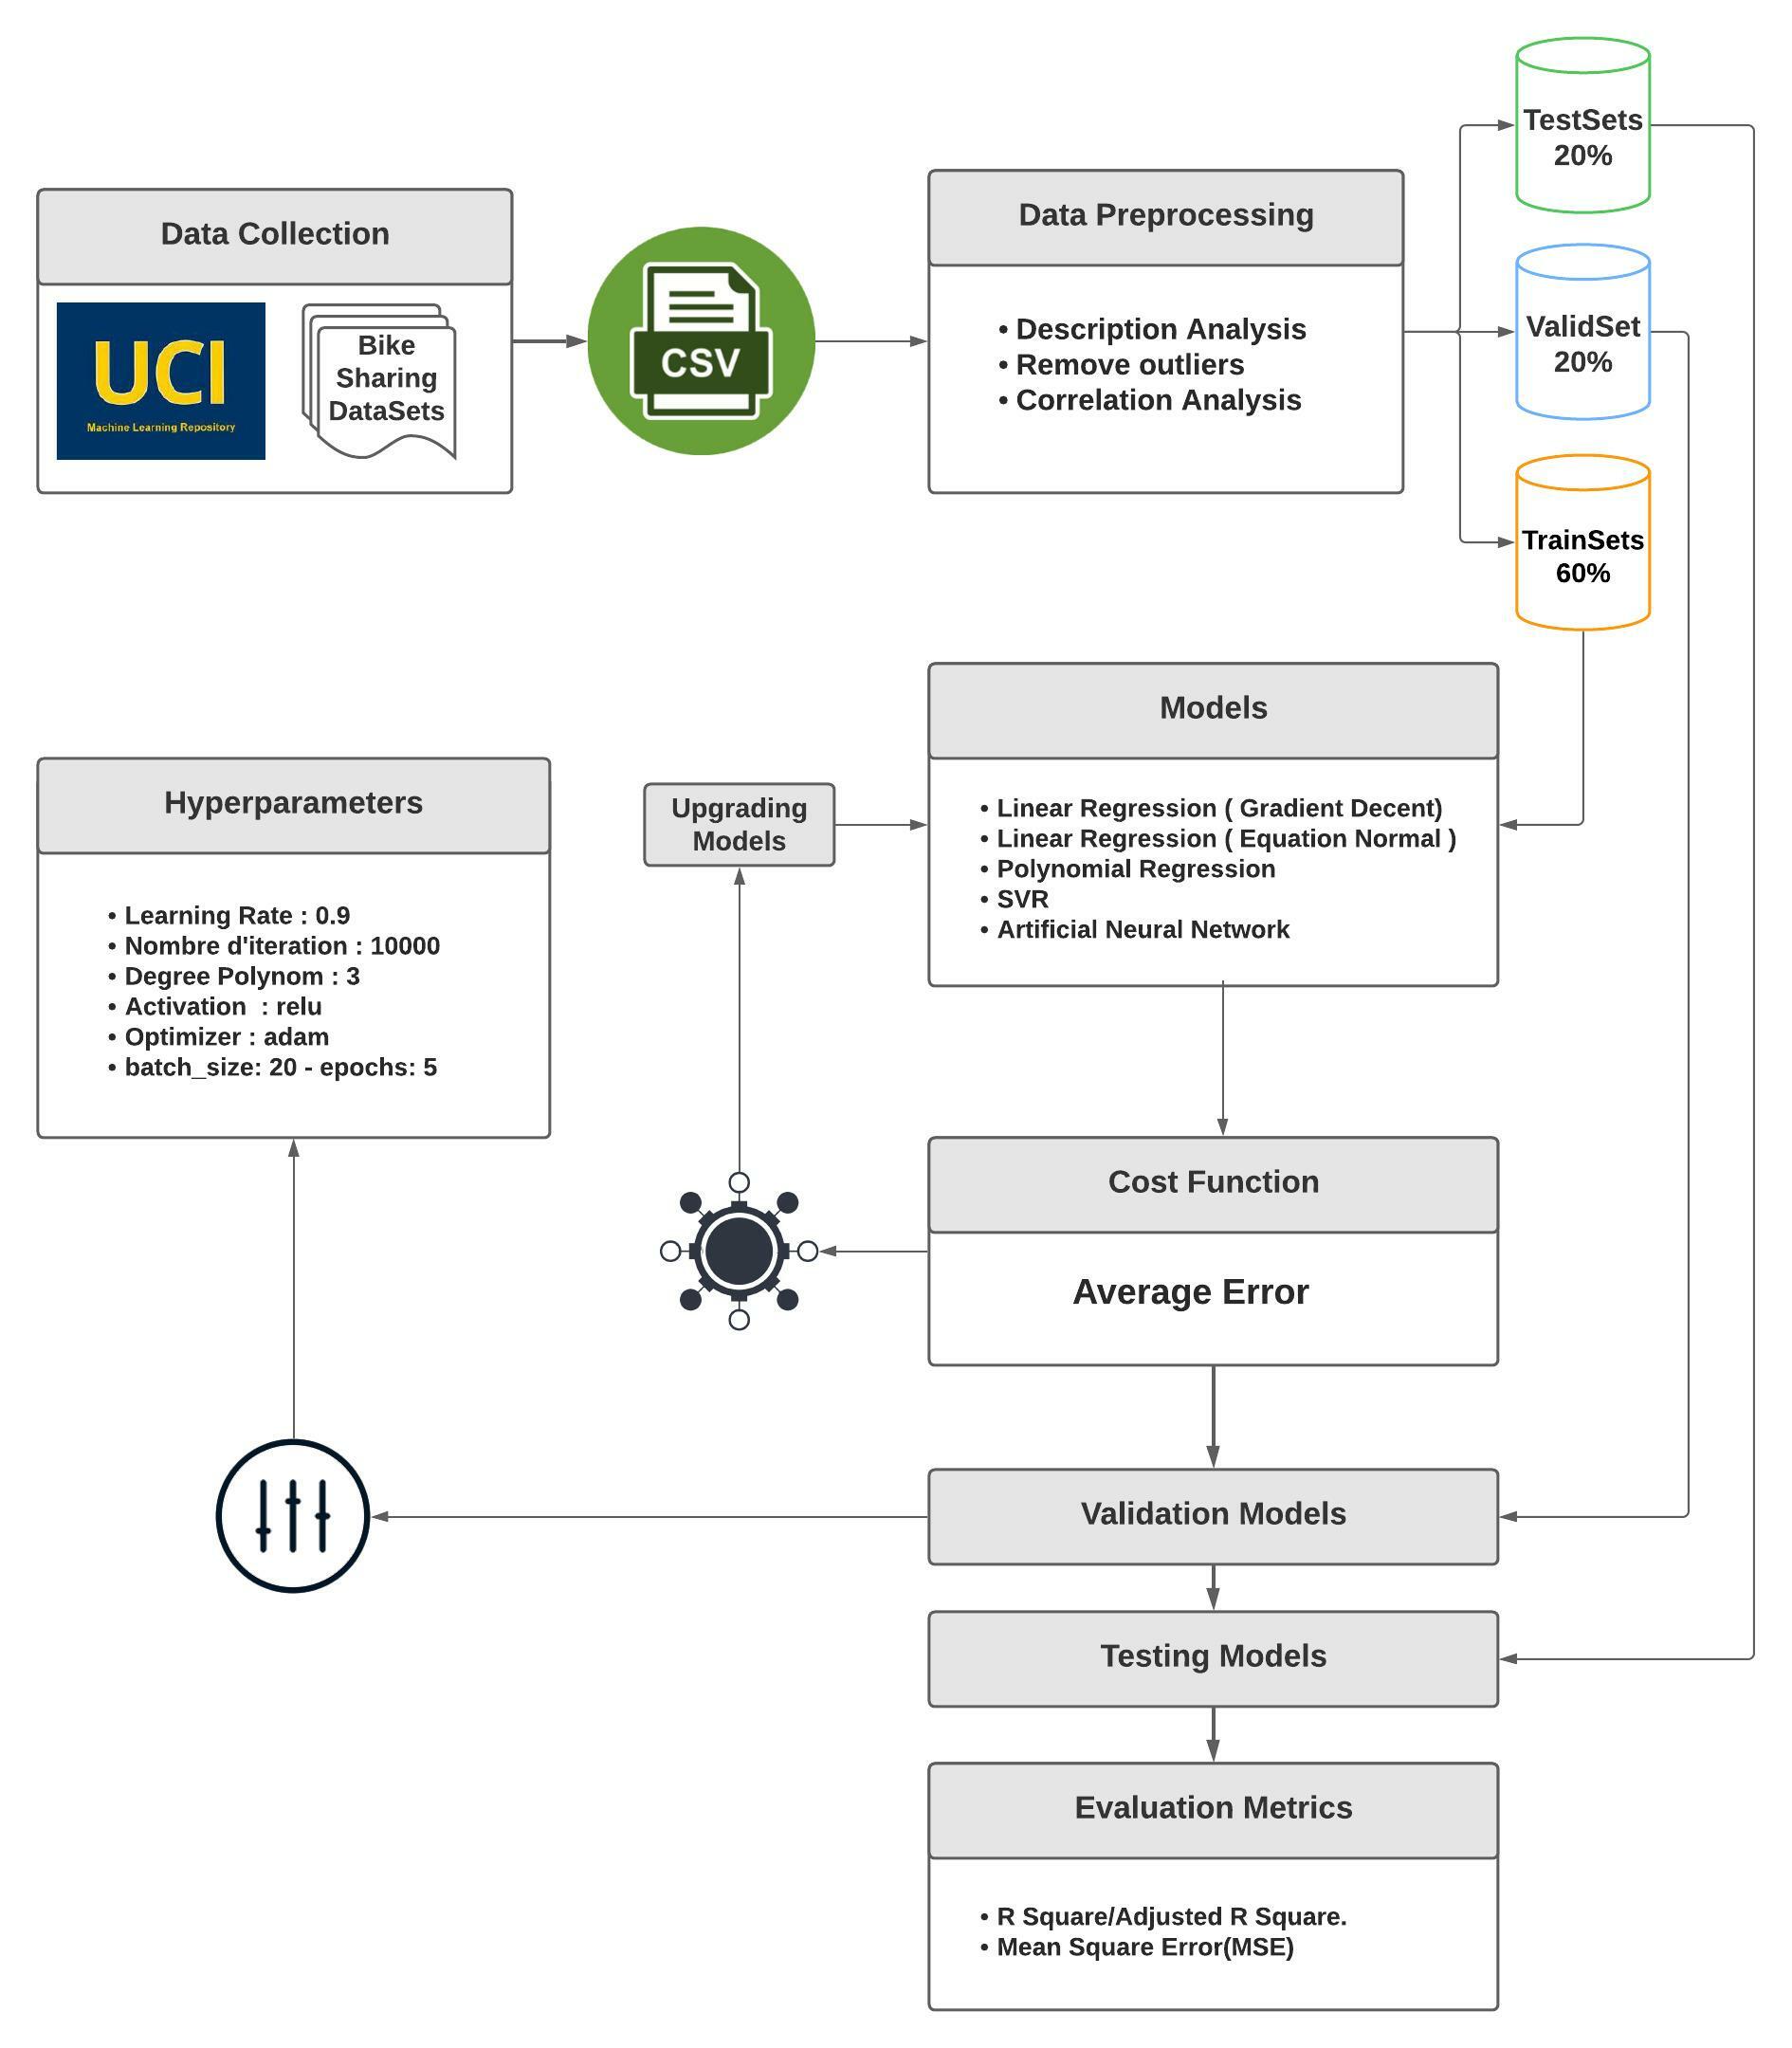 TestSets
20%
Data Collection
UCI
Machine Learning Repository
Bike
Sharing
DataSets
CSV
Data Preprocessing
• Description Analysis
• Remove outliers
• Correlation Analysis
ValidSet
20%
TrainSets
60%
Models
• Linear Regression ( Gradient Decent)
• Linear Regression ( Equation Normal )
• Polynomial Regression
• SVR
• Artificial Neural Network
Upgrading
Models
Hyperparameters
• Learning Rate : 0.9
• Nombre d'iteration : 10000
• Degree Polynom : 3
• Activation  : relu
• Optimizer : adam
• batch_size: 20 - epochs: 5
Cost Function
Average Error
Validation Models
Testing Models
Evaluation Metrics
• R Square/Adjusted R Square.
• Mean Square Error(MSE)